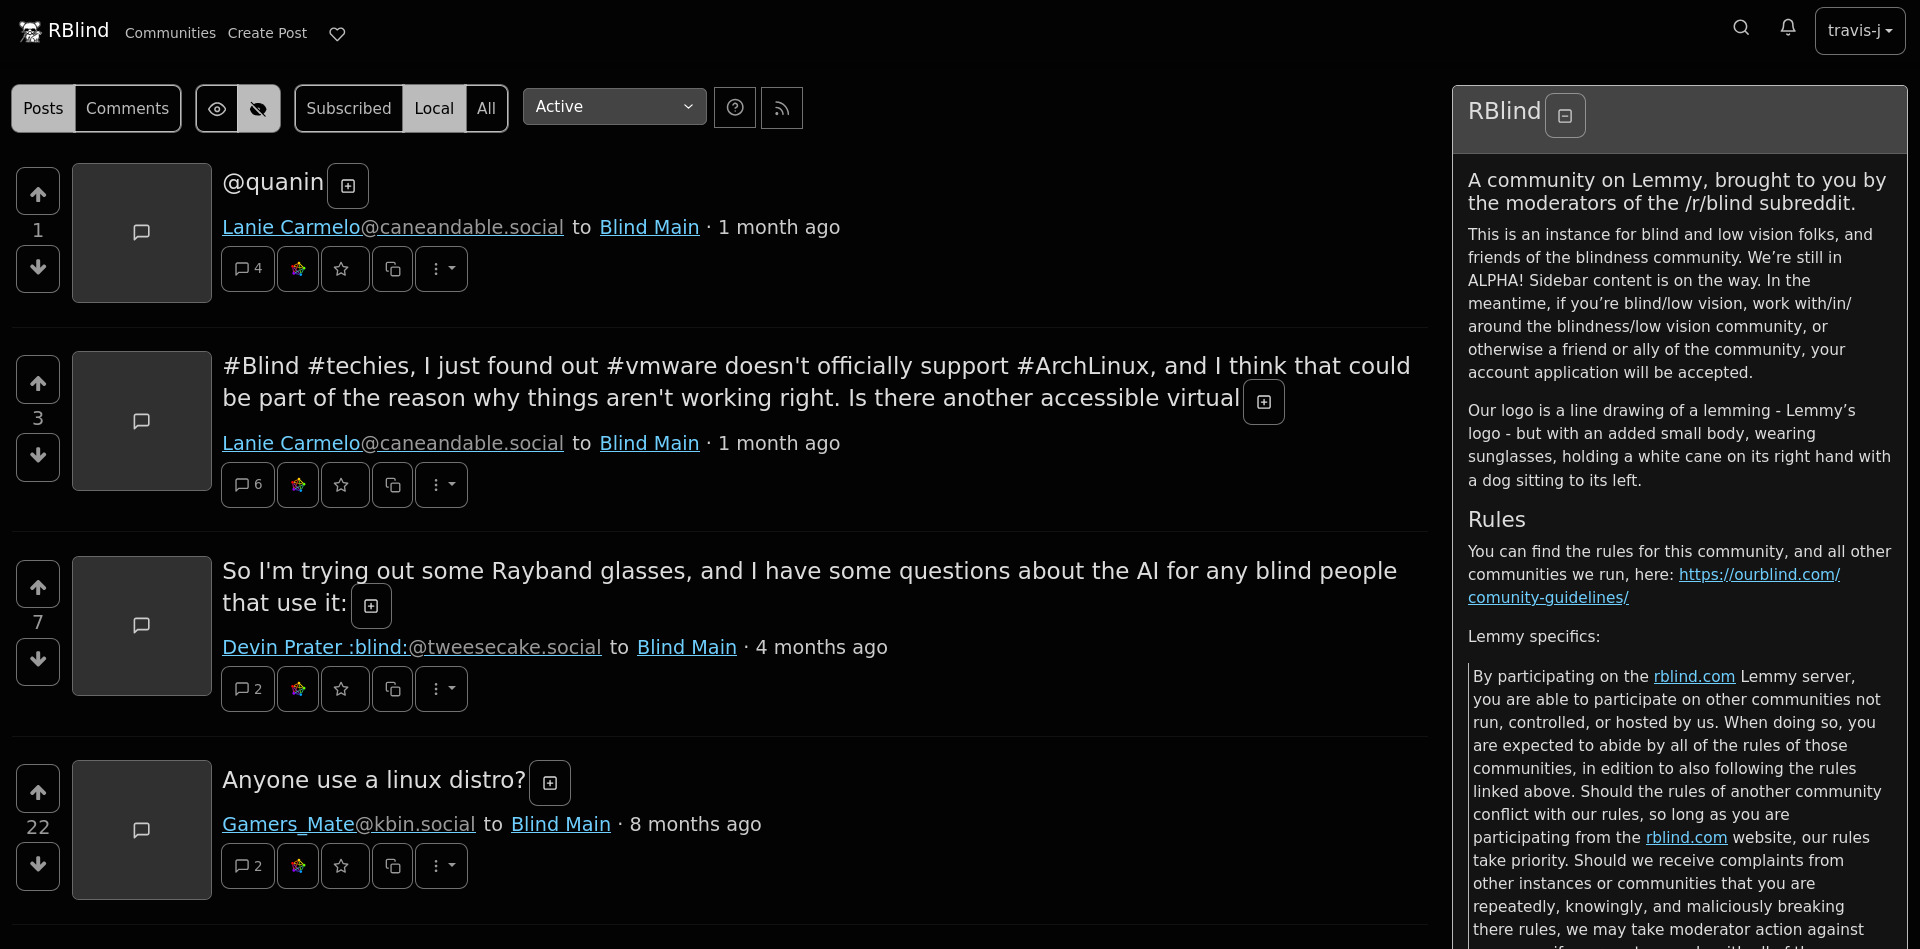 RBlind
Communities
Create Post
travis-j
Posts
Comments
Subscribed
Local
All
Active
1
@quanin
Lanie Carmelo@caneandable.social to Blind Main · 1 month ago
4
3
#Blind #techies, I just found out #vmware doesn't officially support #ArchLinux, and I think that could
be part of the reason why things aren't working right. Is there another accessible virtual
Lanie Carmelo@caneandable.social to Blind Main · 1 month ago
6
7
So I'm trying out some Rayband glasses, and I have some questions about the AI for any blind people
that use it:
Devin Prater :blind:@tweesecake.social to Blind Main · 4 months ago
2
22
Anyone use a linux distro?
Gamers_Mate@kbin.social to Blind Main · 8 months ago
2
RBlind
A community on Lemmy, brought to you by
the moderators of the /r/blind subreddit.
This is an instance for blind and low vision folks, and
friends of the blindness community. We’re still in
ALPHA! Sidebar content is on the way. In the
meantime, if you’re blind/low vision, work with/in/
around the blindness/low vision community, or
otherwise a friend or ally of the community, your
account application will be accepted.
Our logo is a line drawing of a lemming - Lemmy’s
logo - but with an added small body, wearing
sunglasses, holding a white cane on its right hand with
a dog sitting to its left.
Rules
You can find the rules for this community, and all other
communities we run, here: https://ourblind.com/
comunity-guidelines/
Lemmy specifics:
By participating on the rblind.com Lemmy server,
you are able to participate on other communities not
run, controlled, or hosted by us. When doing so, you
are expected to abide by all of the rules of those
communities, in edition to also following the rules
linked above. Should the rules of another community
conflict with our rules, so long as you are
participating from the rblind.com website, our rules
take priority. Should we receive complaints from
other instances or communities that you are
repeatedly, knowingly, and maliciously breaking
there rules, we may take moderator action against